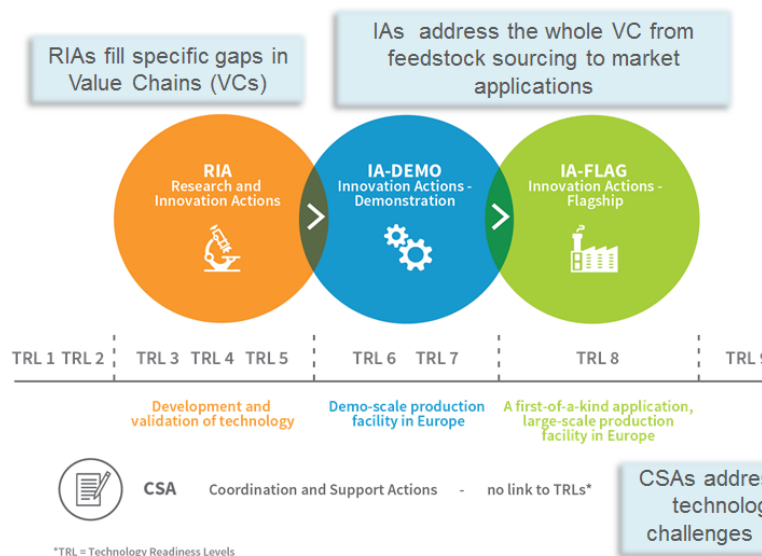 RIAs fill specific gaps in
Value Chains (VCs)
IAs address the whole VC from
feedstock sourcing to market
applications
RIA
Research and
Innovation Actions
IA-DEMO
Innovation Actions -
Demonstration
IA-FLAG
Innovation Actions -
Flagship
TRL 1 TRL 2 TRL 3 TRL 4 TRL 5 TRL 6 TRL 7 TRL 8 TRL 9
Development and
validation of technology
Demo-scale production
facility in Europe
A first-of-a-kind application,
large-scale production
facility in Europe
CSA Coordination and Support Actions - no link to TRLs*
CSAs
challenges
*TRL = Technology Readiness Levels